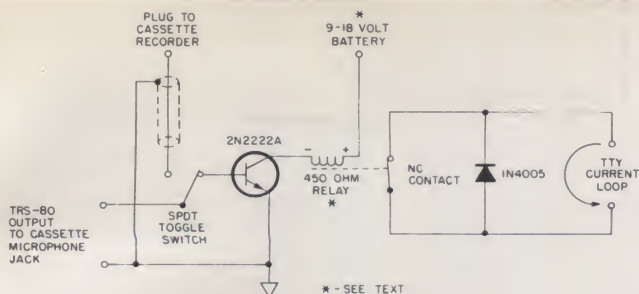 PLUG TO
CASSETTE
RECORDER
*
9-18 VOLT
BATTERY
2N2222A
- +
450 OHM
RELAY
*
NC
CONTACT
1N4005
TTY
CURRENT
LOOP
TRS-80
OUTPUT
TO CASSETTE
MICROPHONE
JACK
SPDT
TOGGLE
SWITCH
* - SEE TEXT